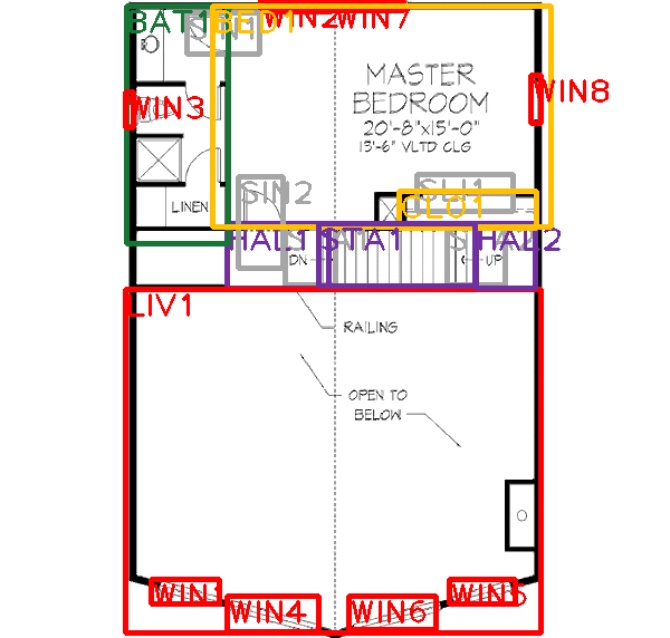 BAT1 BED1 WIN2 WIN7
MASTER
BEDROOM
20'-8"x15'-0"
13'-6" VLTD CLG
WIN3
WIN8
SIN2
SLI1
LINEN
CLO1
HAL1 STA1 HAL2
DN
UP
LIV1
RAILING
OPEN TO
BELOW
WIN1 WIN4 WIN6 WIN5